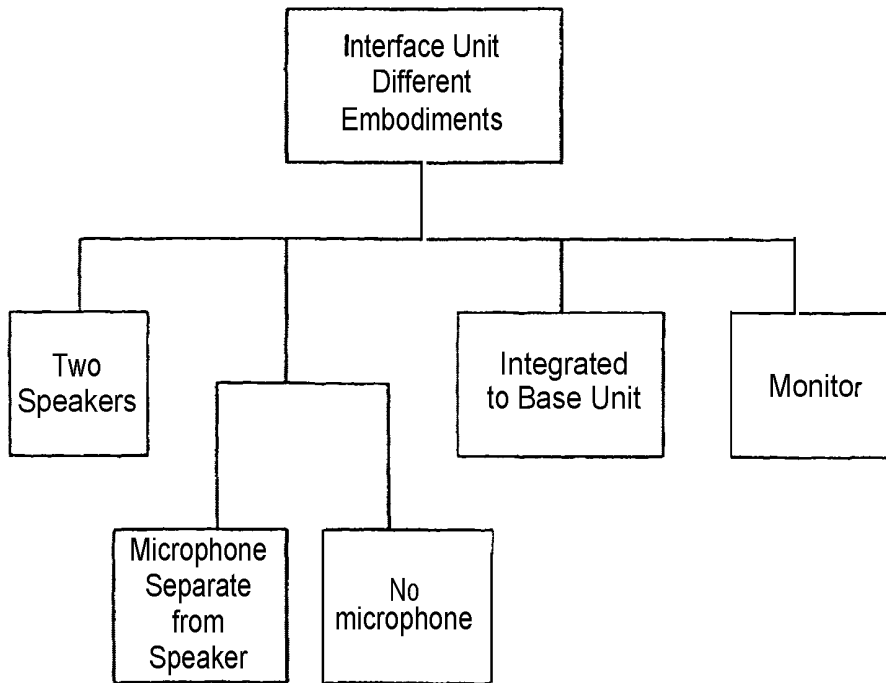 Interface Unit
Different
Embodiments
Two
Speakers
Integrated
to Base Unit
Monitor
Microphone
Separate
from
Speaker
No
microphone